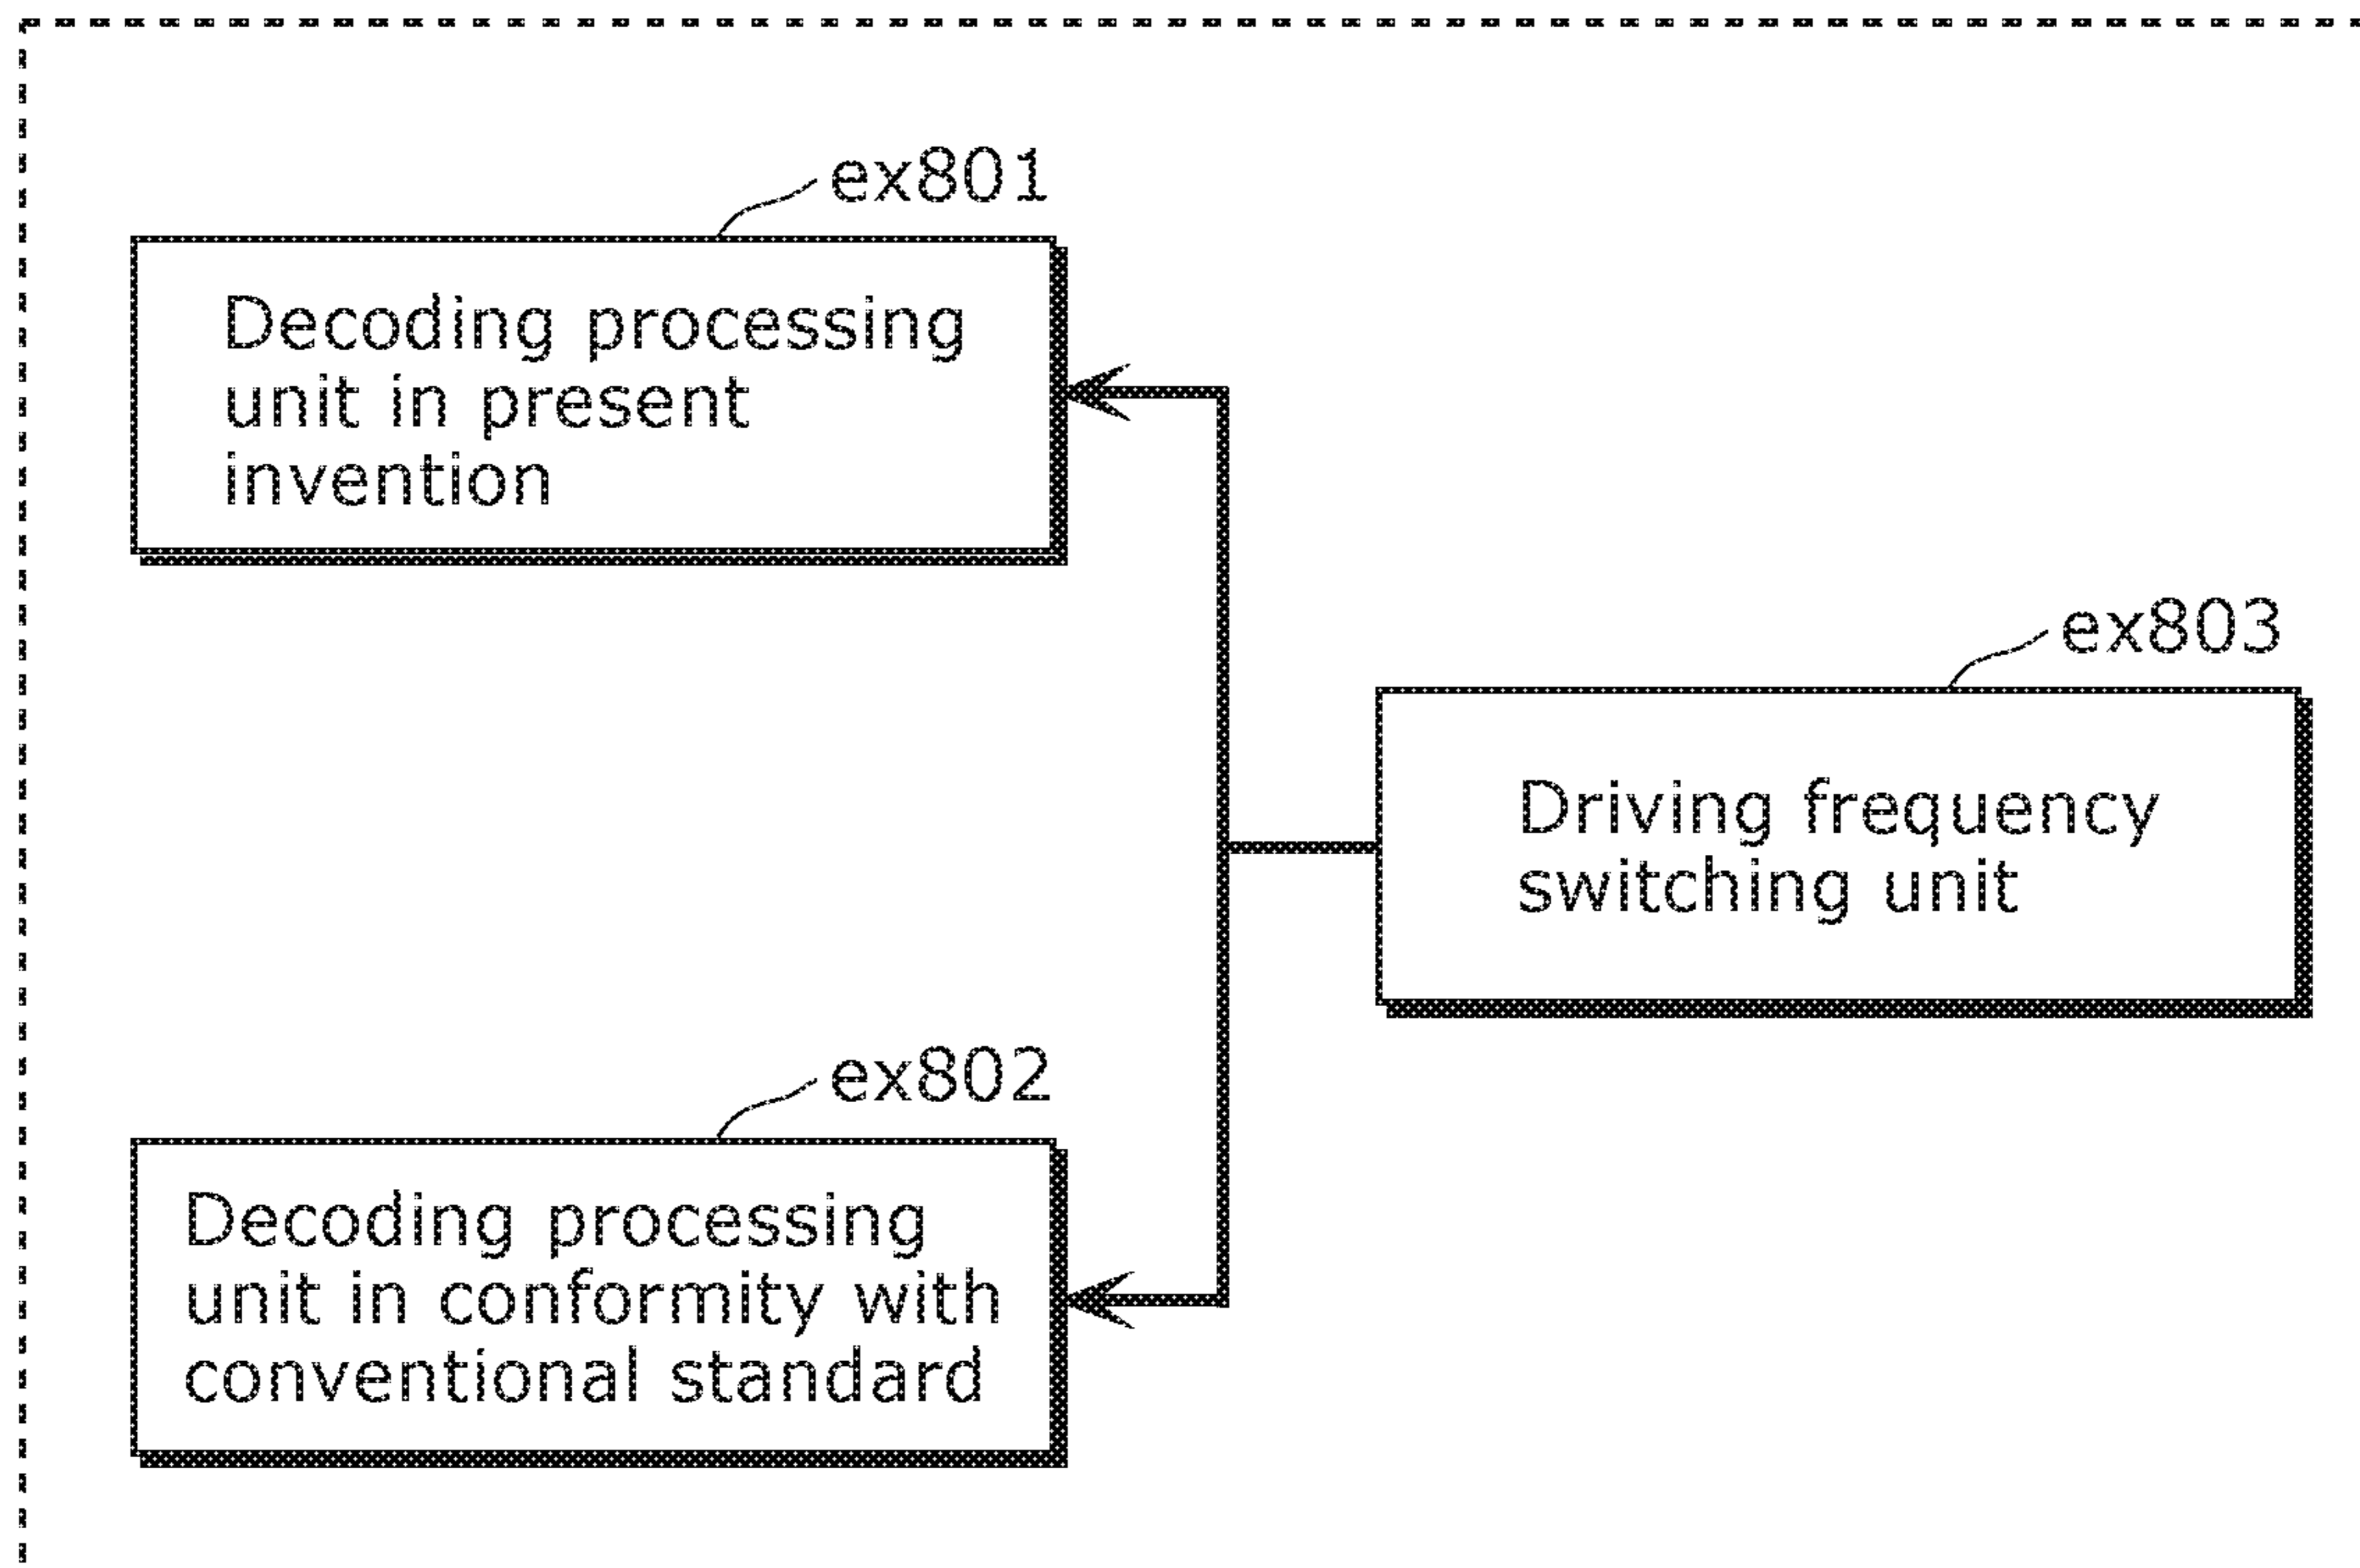 ex801
Decoding processing
unit in present
invention
ex803
Driving frequency
switching unit
ex802
Decoding processing
unit in conformity with
conventional standard